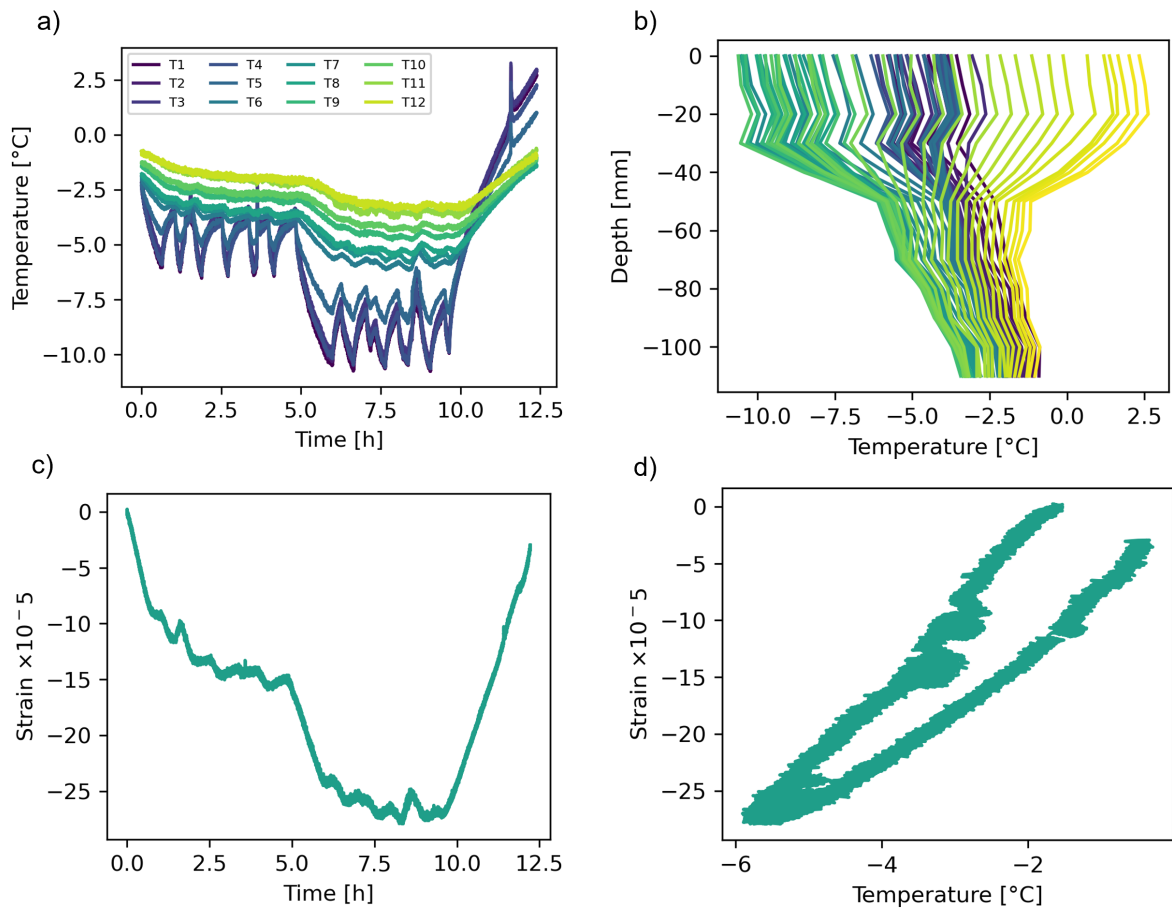 a)
T1 T4 T7 T10
T2 T5 T8 T11
T3 T6 T9 T12
2.5
0.0
−2.5
−5.0
−7.5
−10.0
Temperature [°C]
0.0 2.5 5.0 7.5 10.0 12.5
Time [h]
b)
0
−20
−40
−60
−80
−100
Depth [mm]
−10.0 −7.5 −5.0 −2.5 0.0 2.5
Temperature [°C]
c)
0
−5
−10
−15
−20
−25
Strain ×10⁻ 5
0.0 2.5 5.0 7.5 10.0 12.5
Time [h]
d)
0
−5
−10
−15
−20
−25
Strain ×10⁻ 5
−6 −4 −2
Temperature [°C]